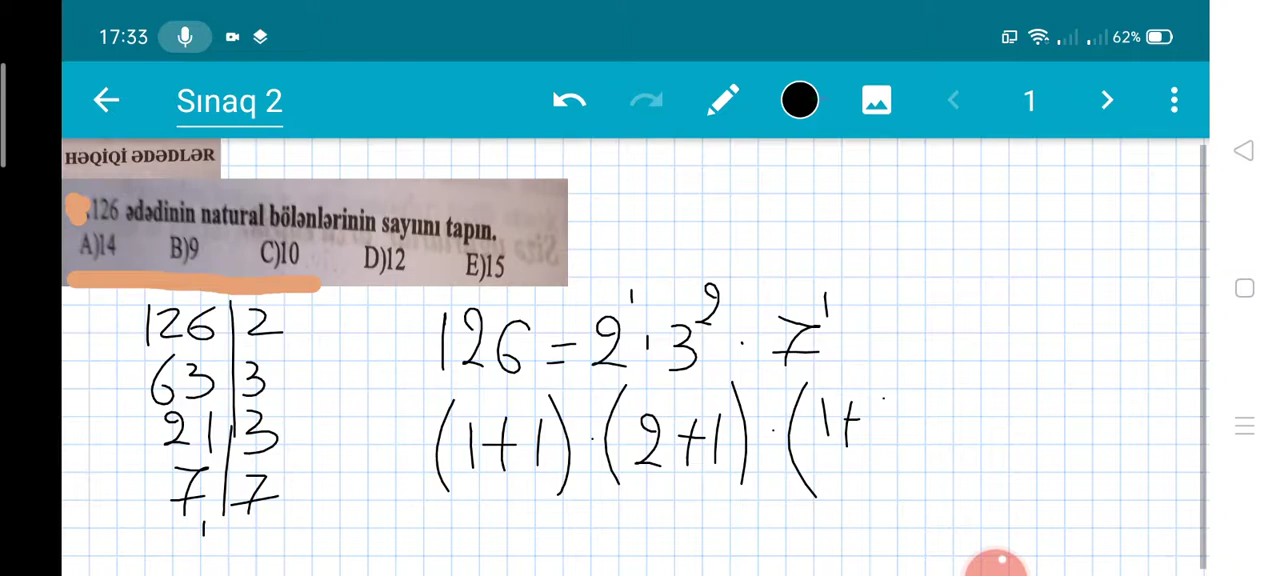 17:33 62%
Sınaq 2 1
HƏQİQİ ƏDƏDLƏR
126 ədədinin natural bölənlərinin sayını tapın.
A)14 B)9 C)10 D)12 E)15
126 | 2
63 | 3
21 | 3
7 | 7
1
126 = 2¹ · 3² · 7¹
(1+1) · (2+1) · (1+